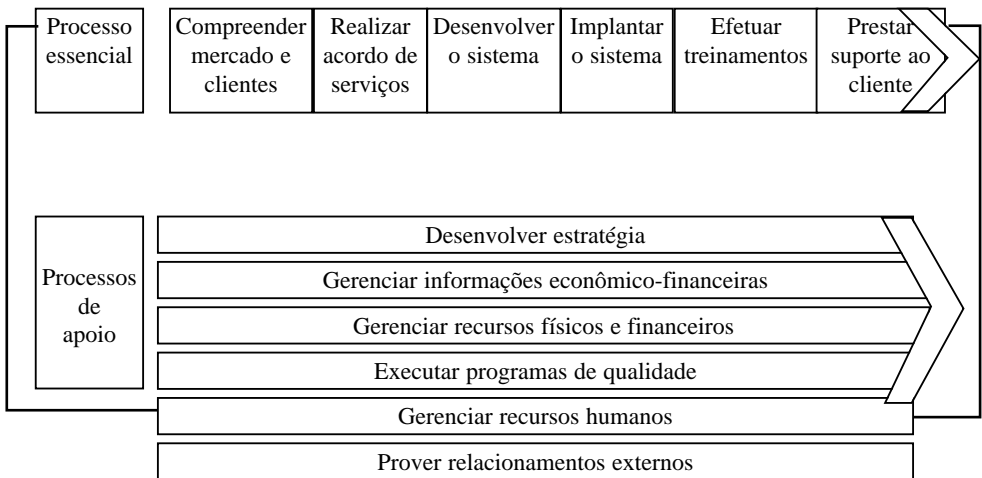 Processo
essencial
Compreender
mercado e
clientes
Realizar
acordo de
serviços
Desenvolver
o sistema
Implantar
o sistema
Efetuar
treinamentos
Prestar
suporte ao
cliente
Processos
de
apoio
Desenvolver estratégia
Gerenciar informações econômico-financeiras
Gerenciar recursos físicos e financeiros
Executar programas de qualidade
Gerenciar recursos humanos
Prover relacionamentos externos